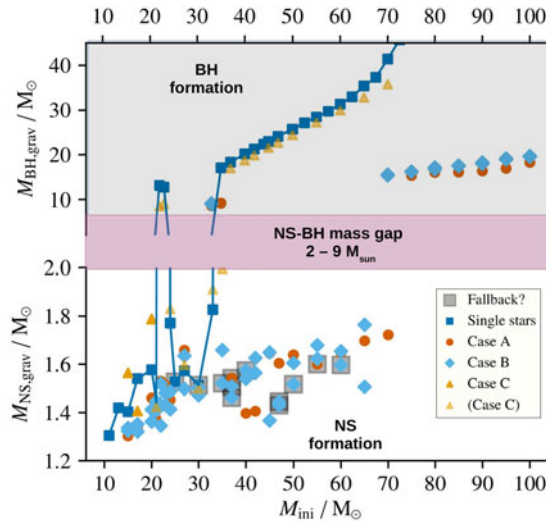 10 20 30 40 50 60 70 80 90 100
40
30
20
10
M_BH,grav / M_⊙
BH
formation
NS-BH mass gap
2 – 9 M_sun
2.0
1.8
1.6
1.4
1.2
M_NS,grav / M_⊙
Fallback?
Single stars
Case A
Case B
Case C
(Case C)
NS
formation
10 20 30 40 50 60 70 80 90 100
M_ini / M_⊙